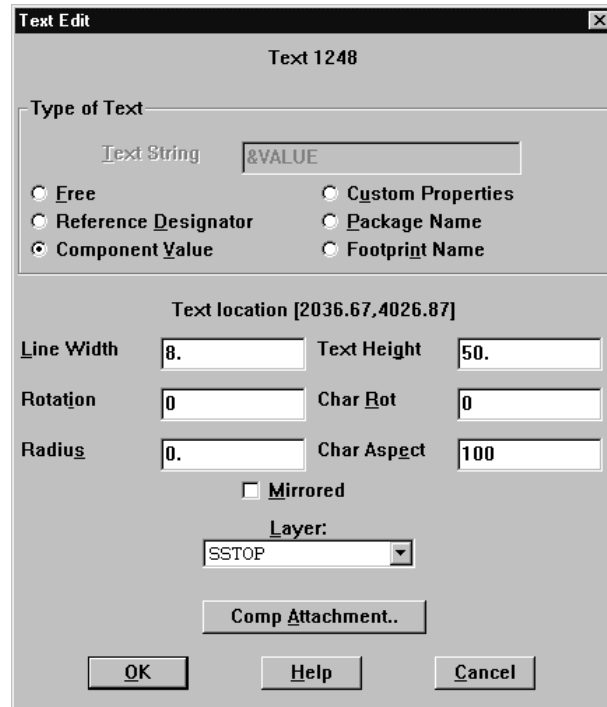 Text Edit
Text 1248
Type of Text
Text String &VALUE
Free Custom Properties
Reference Designator Package Name
Component Value Footprint Name
Text location [2036.67,4026.87]
Line Width 8. Text Height 50.
Rotation 0 Char Rot 0
Radius 0. Char Aspect 100
Mirrored
Layer:
SSTOP
Comp Attachment..
OK Help Cancel